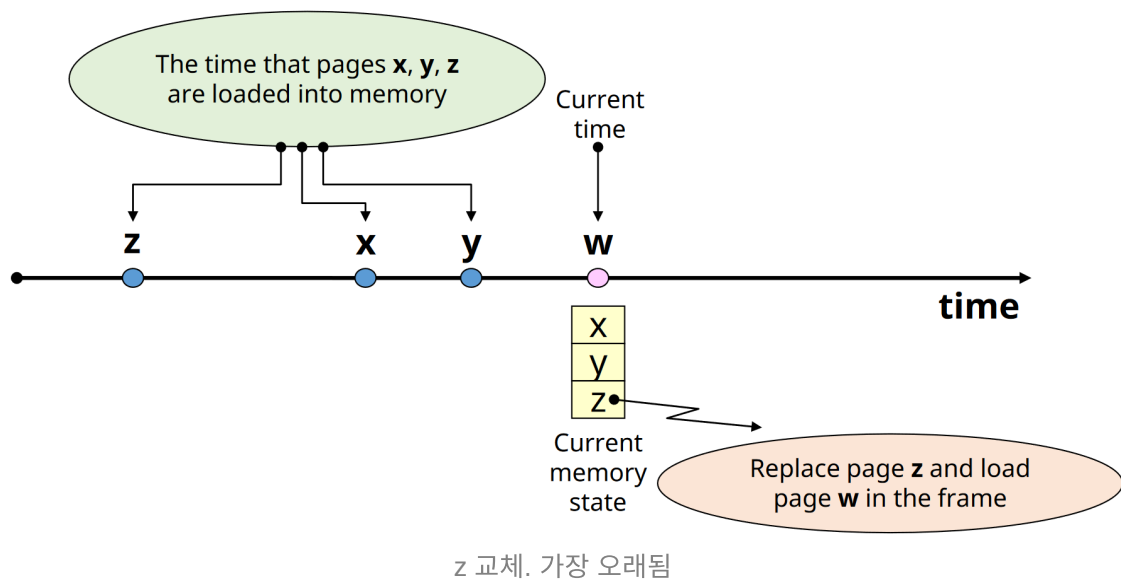 The time that pages x, y, z
are loaded into memory
Current
time
z
x
y
w
time
x
y
z
Current
memory
state
Replace page z and load
page w in the frame
z 교체. 가장 오래됨